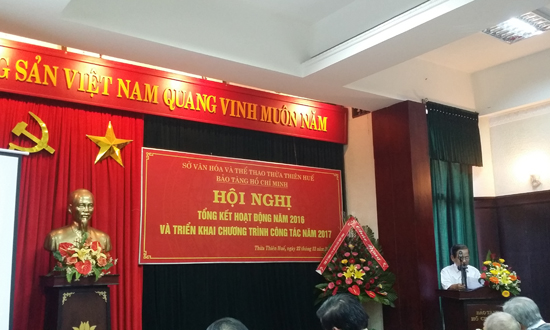 NG SẢN VIỆT NAM QUANG VINH MUÔN NĂM
SỞ VĂN HÓA VÀ THỂ THAO THỪA THIÊN HUẾ
BẢO TÀNG HỒ CHÍ MINH
HỘI NGHỊ
TỔNG KẾT HOẠT ĐỘNG NĂM 2016
VÀ TRIỂN KHAI CHƯƠNG TRÌNH CÔNG TÁC NĂM 2017
Thừa Thiên Huế, ngày
BẢO TÀNG